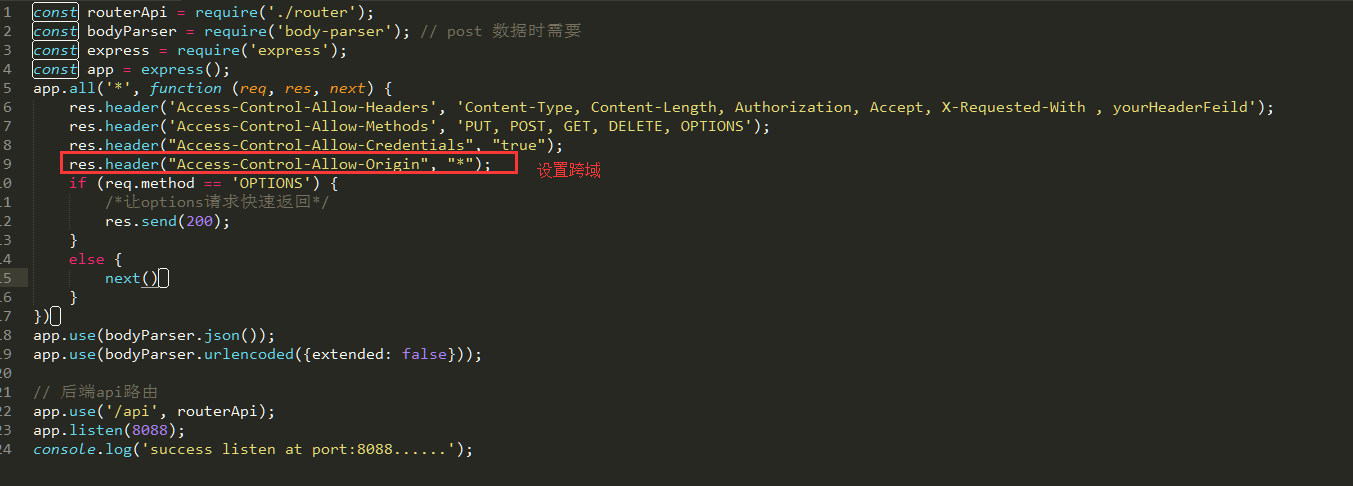 1 const routerApi = require('./router');
2 const bodyParser = require('body-parser'); // post 数据时需要
3 const express = require('express');
4 const app = express();
5 app.all('*', function (req, res, next) {
6 res.header('Access-Control-Allow-Headers', 'Content-Type, Content-Length, Authorization, Accept, X-Requested-With , yourHeaderFeild');
7 res.header('Access-Control-Allow-Methods', 'PUT, POST, GET, DELETE, OPTIONS');
8 res.header("Access-Control-Allow-Credentials", "true");
9 res.header("Access-Control-Allow-Origin", "*"); 设置跨域
10 if (req.method == 'OPTIONS') {
11 /*让options请求快速返回*/
12 res.send(200);
13 }
14 else {
15 next()
16 }
17 })
18 app.use(bodyParser.json());
19 app.use(bodyParser.urlencoded({extended: false}));
20
21 // 后端api路由
22 app.use('/api', routerApi);
23 app.listen(8088);
24 console.log('success listen at port:8088......');